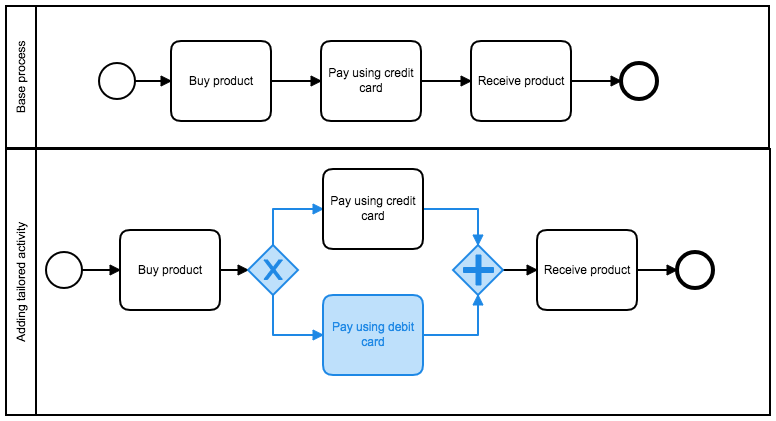 Base process
Buy product
Pay using credit
card
Receive product
Adding tailored activity
Buy product
X
Pay using credit
card
Pay using debit
card
Receive product